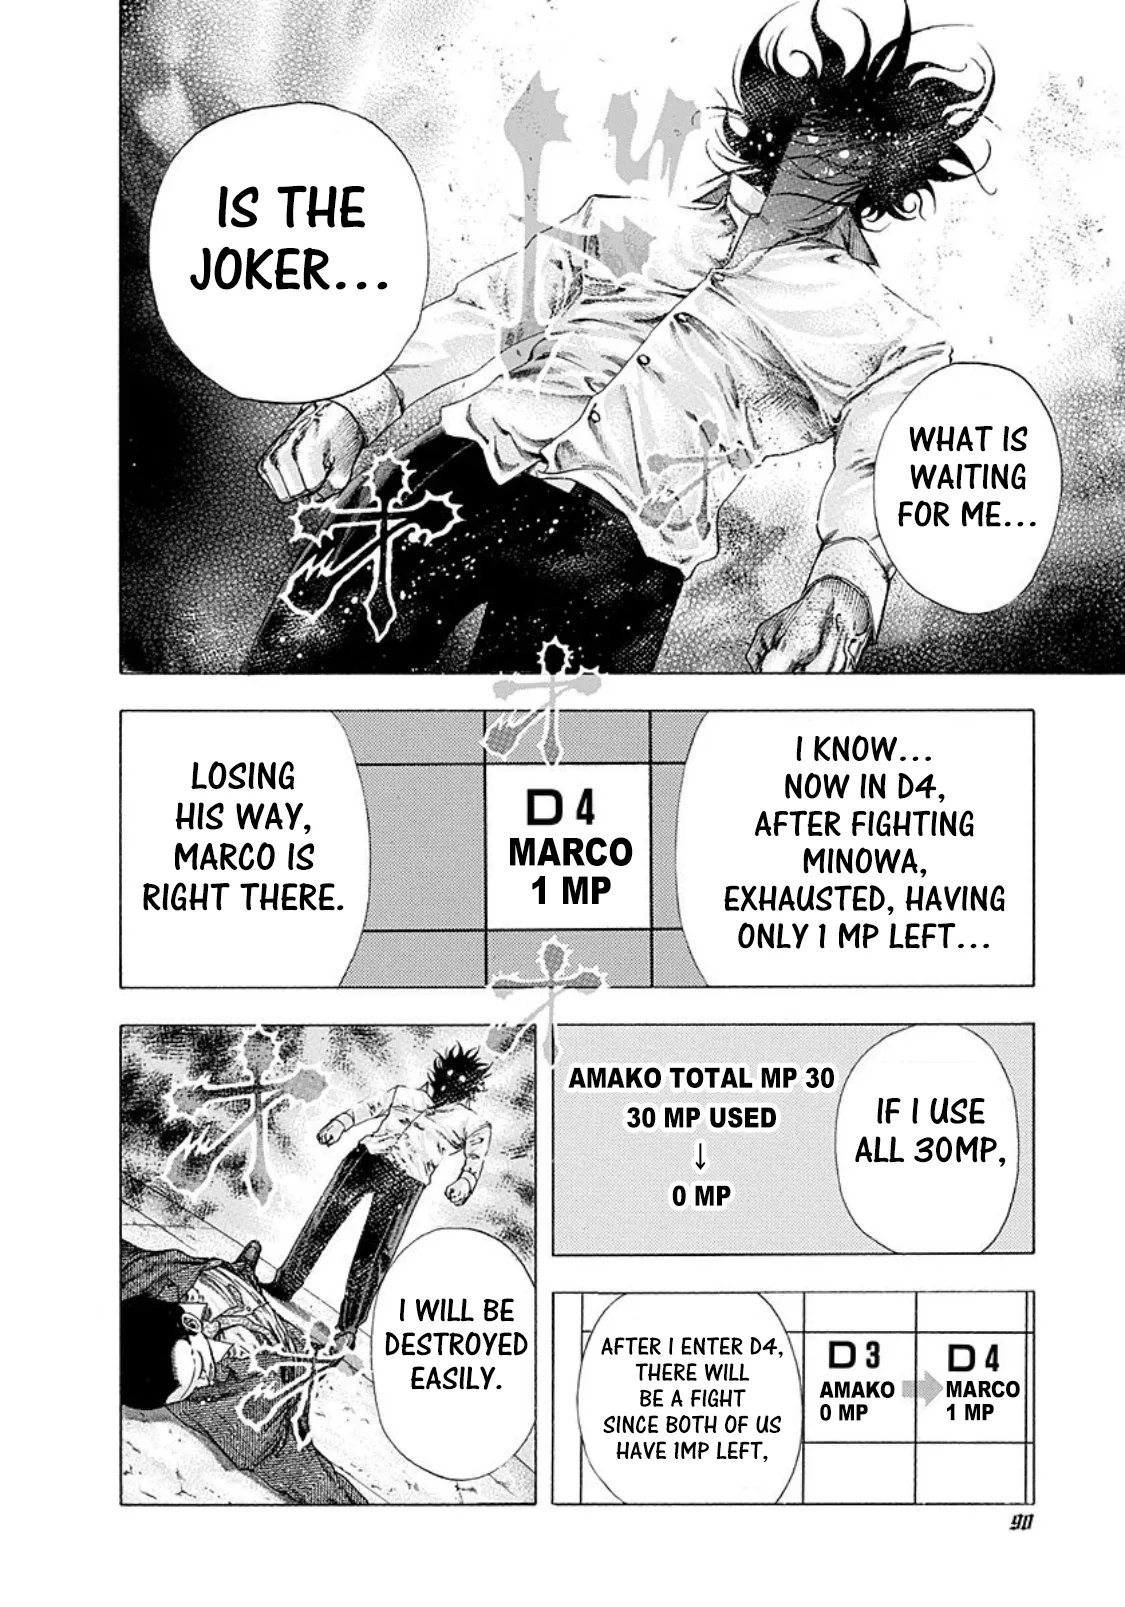 WHAT IS
WAITING
FOR ME...
IS THE
JOKER...
I KNOW...
NOW IN D4,
AFTER FIGHTING
MINOWA,
EXHAUSTED, HAVING
ONLY 1 MP LEFT...
D4
MARCO
1 MP
LOSING
HIS WAY,
MARCO IS
RIGHT THERE.
IF I USE
ALL 30MP,
AMAKO TOTAL MP 30
30 MP USED
↓
0 MP
D3
AMAKO
0 MP
D4
MARCO
1 MP
AFTER I ENTER D4,
THERE WILL
BE A FIGHT
SINCE BOTH OF US
HAVE 1MP LEFT,
I WILL BE
DESTROYED
EASILY.
90